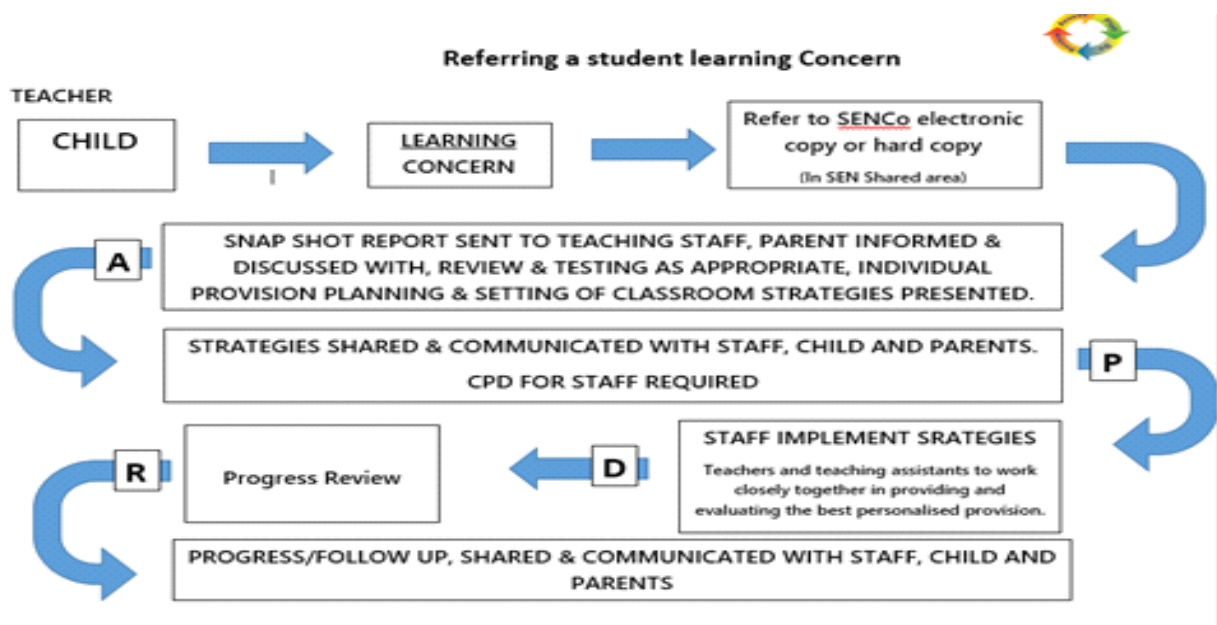 Referring a student learning Concern
TEACHER
CHILD
LEARNING
CONCERN
Refer to SENCo electronic
copy or hard copy
(In SEN Shared area)
A
SNAP SHOT REPORT SENT TO TEACHING STAFF, PARENT INFORMED &
DISCUSSED WITH, REVIEW & TESTING AS APPROPRIATE, INDIVIDUAL
PROVISION PLANNING & SETTING OF CLASSROOM STRATEGIES PRESENTED.
STRATEGIES SHARED & COMMUNICATED WITH STAFF, CHILD AND PARENTS.
CPD FOR STAFF REQUIRED
P
STAFF IMPLEMENT SRATEGIES
Teachers and teaching assistants to work
closely together in providing and
evaluating the best personalised provision.
D
Progress Review
R
PROGRESS/FOLLOW UP, SHARED & COMMUNICATED WITH STAFF, CHILD AND
PARENTS